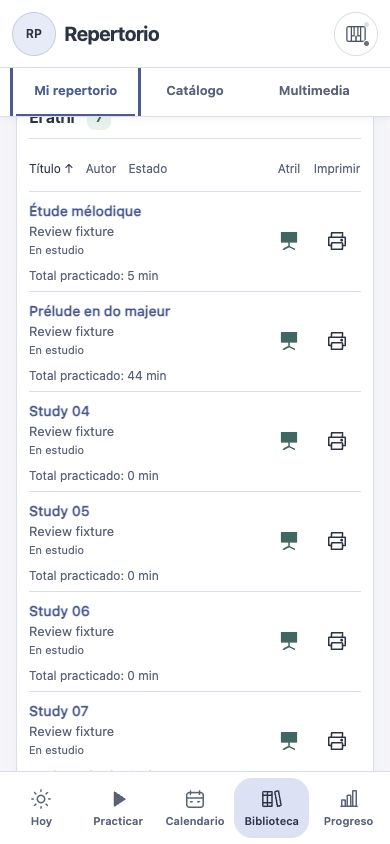 RP
Repertorio
Mi repertorio
Catálogo
Multimedia
El atril 7
Título ↑ Autor Estado Atril Imprimir
Étude mélodique
Review fixture
En estudio
Total practicado: 5 min
Prélude en do majeur
Review fixture
En estudio
Total practicado: 44 min
Study 04
Review fixture
En estudio
Total practicado: 0 min
Study 05
Review fixture
En estudio
Total practicado: 0 min
Study 06
Review fixture
En estudio
Total practicado: 0 min
Study 07
Review fixture
En estudio
Hoy
Practicar
Calendario
Biblioteca
Progreso